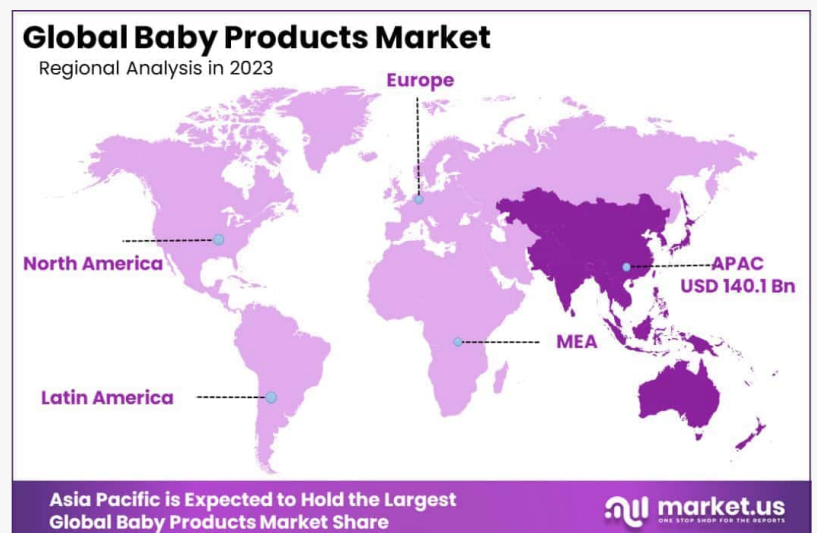 Global Baby Products Market
Regional Analysis in 2023
Europe
North America
APAC
USD 140.1 Bn
MEA
Latin America
Asia Pacific is Expected to Hold the Largest
Global Baby Products Market Share
market.us
ONE STOP SHOP FOR THE REPORTS